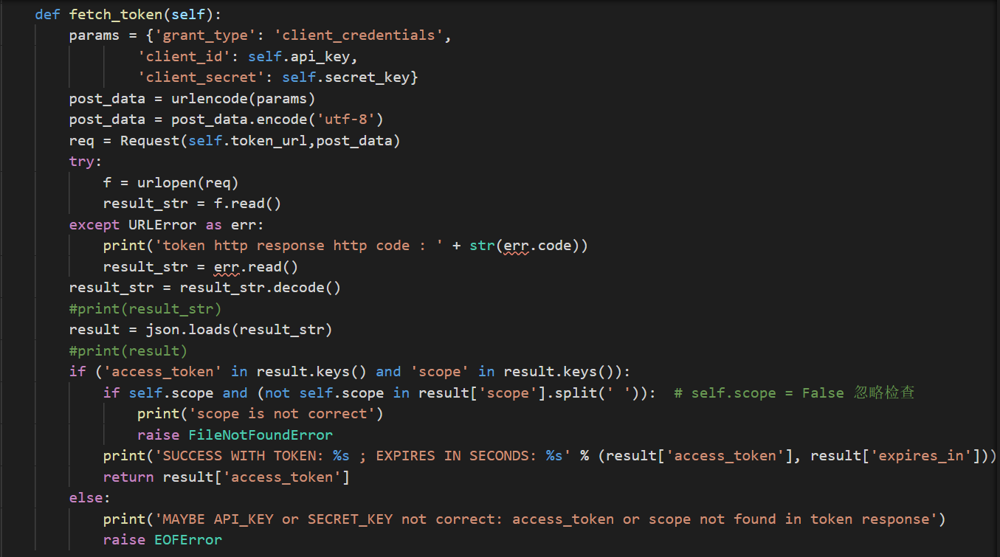 def fetch_token(self):
    params = {'grant_type': 'client_credentials',
            'client_id': self.api_key,
            'client_secret': self.secret_key}
    post_data = urlencode(params)
    post_data = post_data.encode('utf-8')
    req = Request(self.token_url,post_data)
    try:
        f = urlopen(req)
        result_str = f.read()
    except URLError as err:
        print('token http response http code : ' + str(err.code))
        result_str = err.read()
    result_str = result_str.decode()
    #print(result_str)
    result = json.loads(result_str)
    #print(result)
    if ('access_token' in result.keys() and 'scope' in result.keys()):
        if self.scope and (not self.scope in result['scope'].split(' ')):  # self.scope = False 忽略检查
            print('scope is not correct')
            raise FileNotFoundError
        print('SUCCESS WITH TOKEN: %s ; EXPIRES IN SECONDS: %s' % (result['access_token'], result['expires_in']))
        return result['access_token']
    else:
        print('MAYBE API_KEY or SECRET_KEY not correct: access_token or scope not found in token response')
        raise EOFError